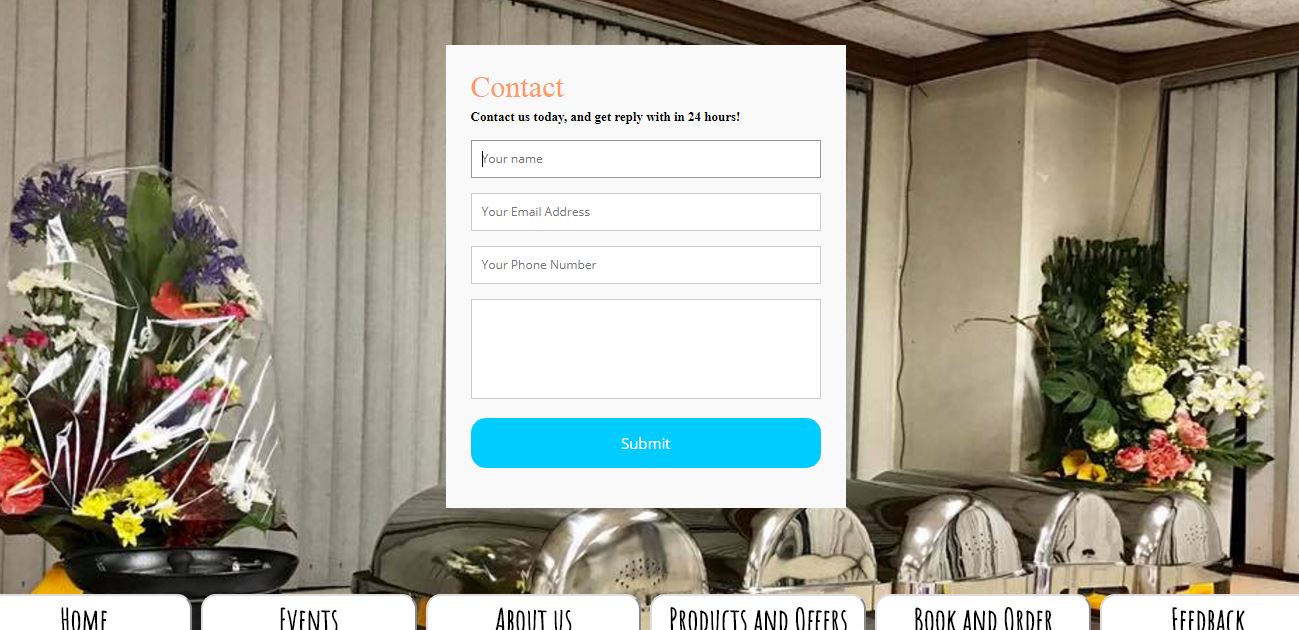 Contact
Contact us today, and get reply with in 24 hours!
Your name
Your Email Address
Your Phone Number
Submit
Home
Events
About us
Products and Offers
Book and Order
Feedback